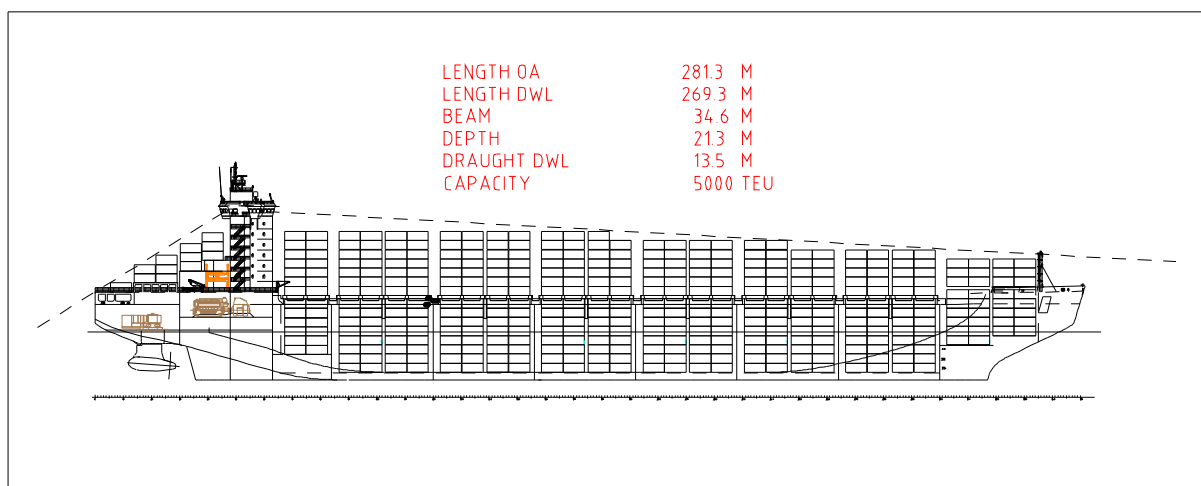 LENGTH OA 281.3 M
LENGTH DWL 269.3 M
BEAM 34.6 M
DEPTH 21.3 M
DRAUGHT DWL 13.5 M
CAPACITY 5000 TEU